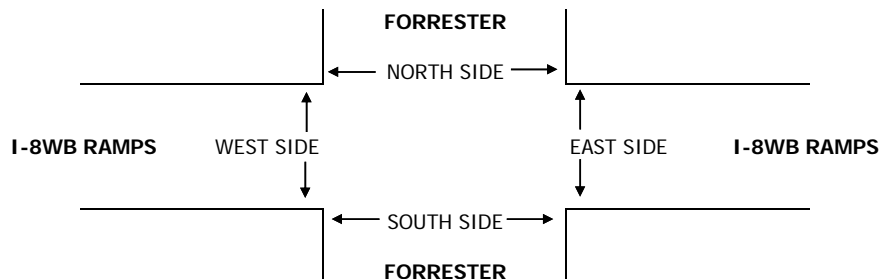 FORRESTER
NORTH SIDE
I-8WB RAMPS WEST SIDE EAST SIDE I-8WB RAMPS
SOUTH SIDE
FORRESTER